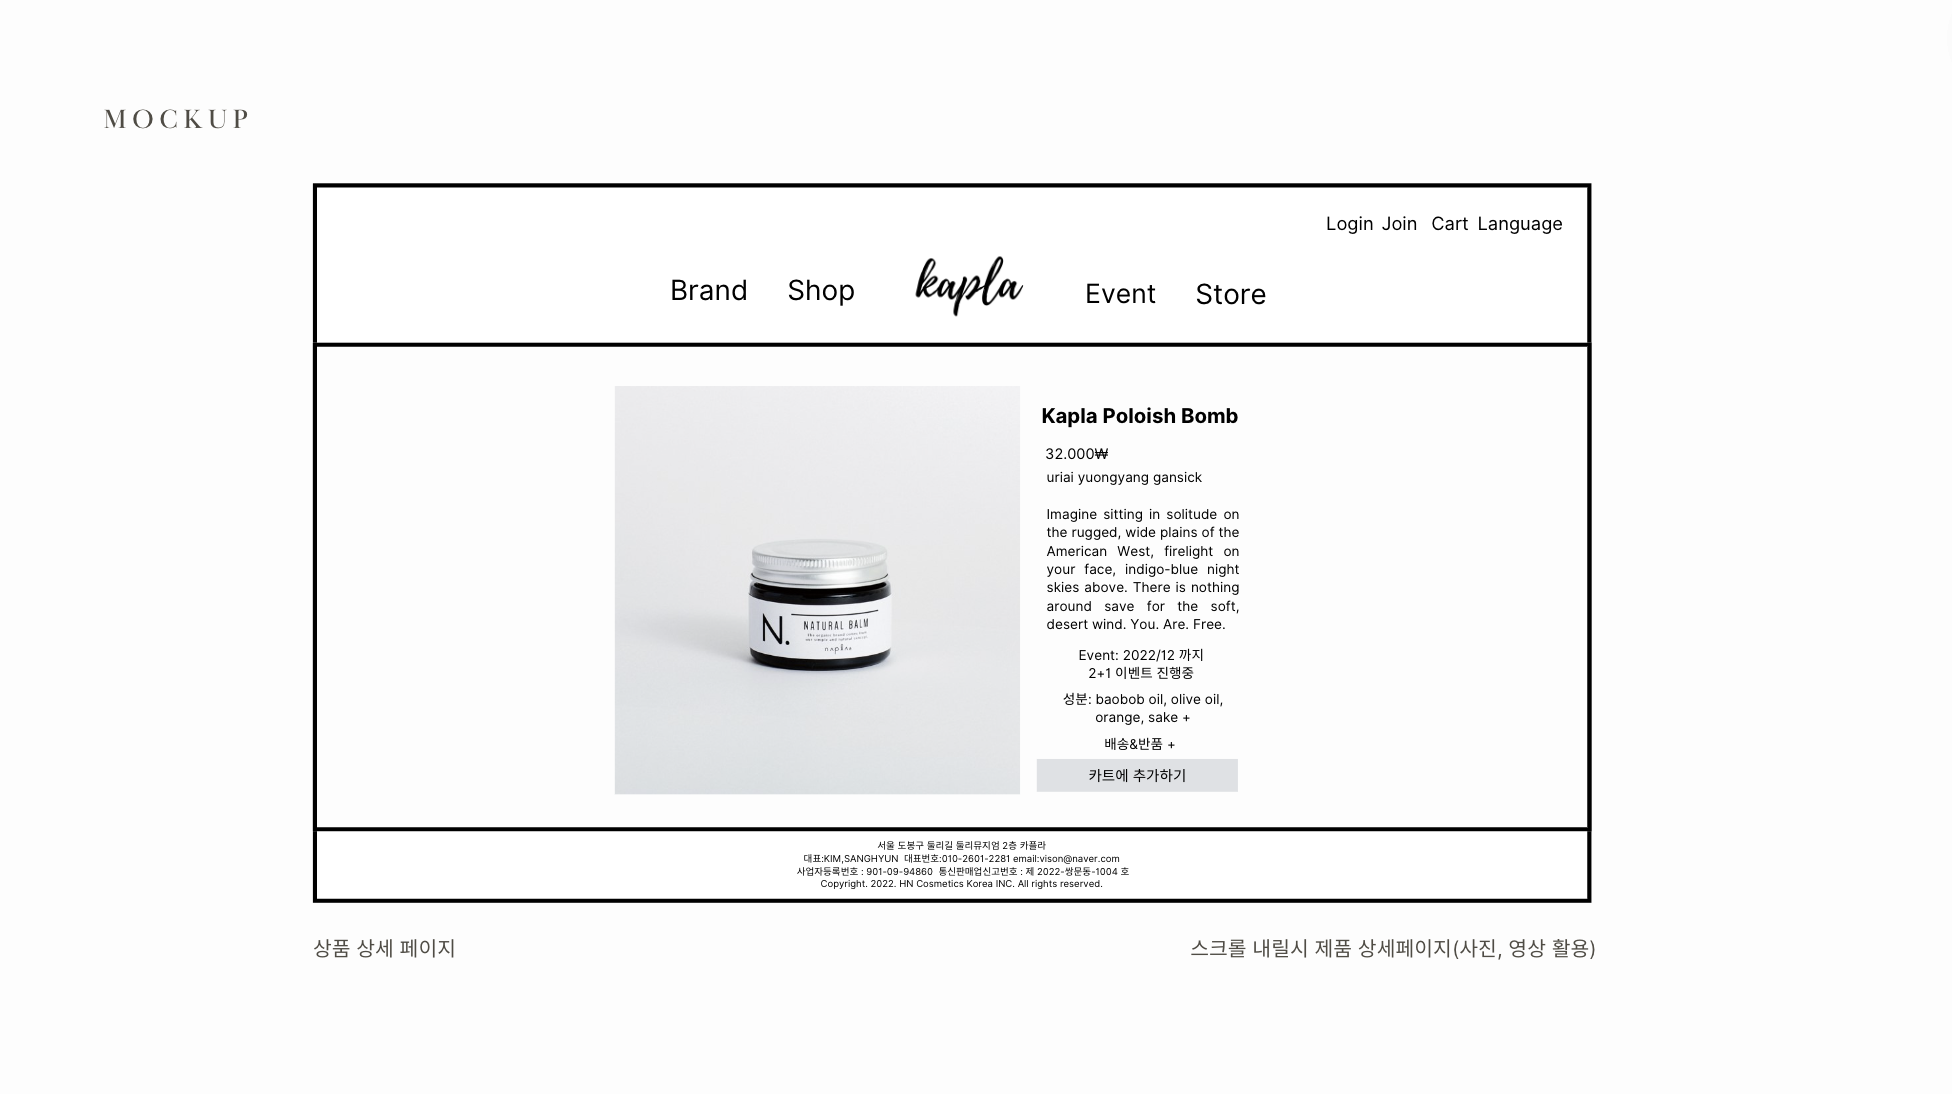 MOCKUP
Login Join Cart Language
Brand Shop kapla Event Store
Kapla Poloish Bomb
32.000₩
uriai yuongyang gansick
Imagine sitting in solitude on
the rugged, wide plains of the
American West, firelight on
your face, indigo-blue night
skies above. There is nothing
around save for the soft,
desert wind. You. Are. Free.
Event: 2022/12 까지
2+1 이벤트 진행중
성분: baobob oil, olive oil,
orange, sake +
배송&반품 +
카트에 추가하기
N.
NATURAL BALM
napla
서울 도봉구 둘리길 둘리뮤지엄 2층 카플라
대표:KIM,SANGHYUN 대표번호:010-2601-2281 email:vison@naver.com
사업자등록번호 : 901-09-94860 통신판매업신고번호 : 제 2022-쌍문동-1004 호
Copyright. 2022. HN Cosmetics Korea INC. All rights reserved.
상품 상세 페이지
스크롤 내릴시 제품 상세페이지(사진, 영상 활용)